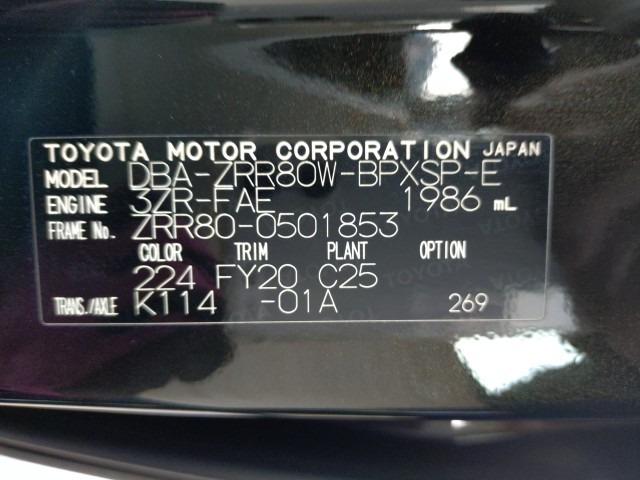 TOYOTA MOTOR CORPORATION JAPAN
MODEL DBA-ZRR80W-BPXSP-E
ENGINE 3ZR-FAE 1986 mL
FRAME No. ZRR80-0501853
COLOR TRIM PLANT OPTION
224 FY20 C25
TRANS./AXLE K114 -01A 269